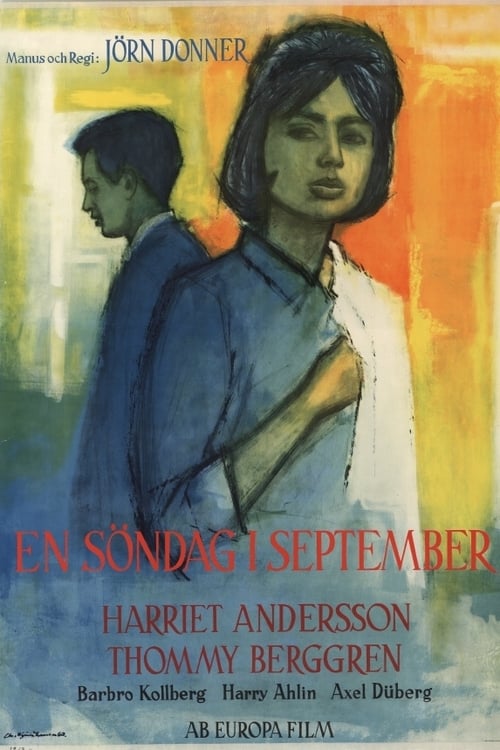 Manus och Regi: JÖRN DONNER
EN SÖNDAG I SEPTEMBER
HARRIET ANDERSSON
THOMMY BERGGREN
Barbro Kollberg Harry Ahlin Axel Düberg
AB EUROPA FILM